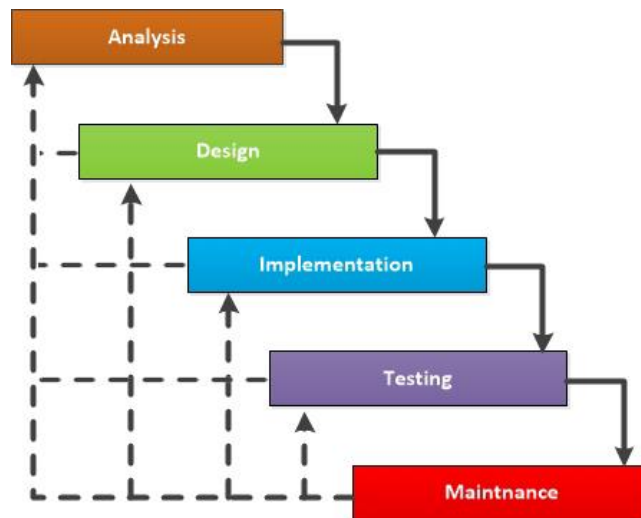 Analysis
Design
Implementation
Testing
Maintnance